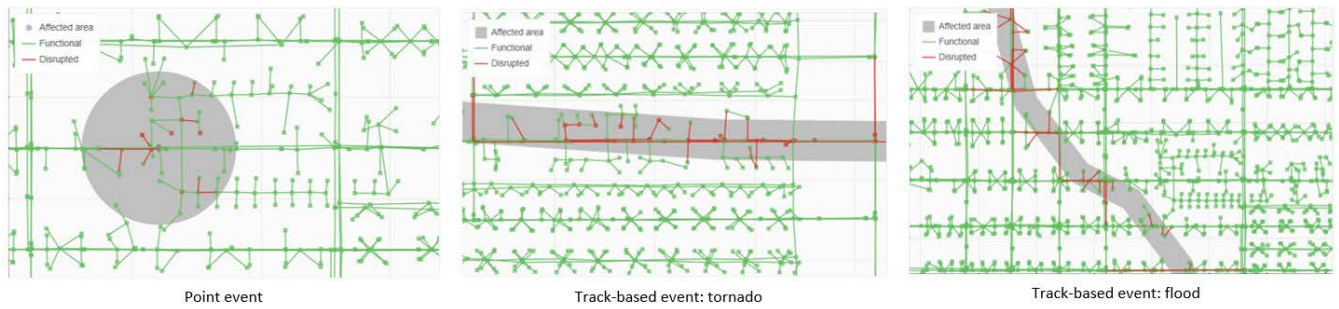 Affected area
Functional
Disrupted
Affected area
Functional
Disrupted
Affected area
Functional
Disrupted
Point event
Track-based event: tornado
Track-based event: flood